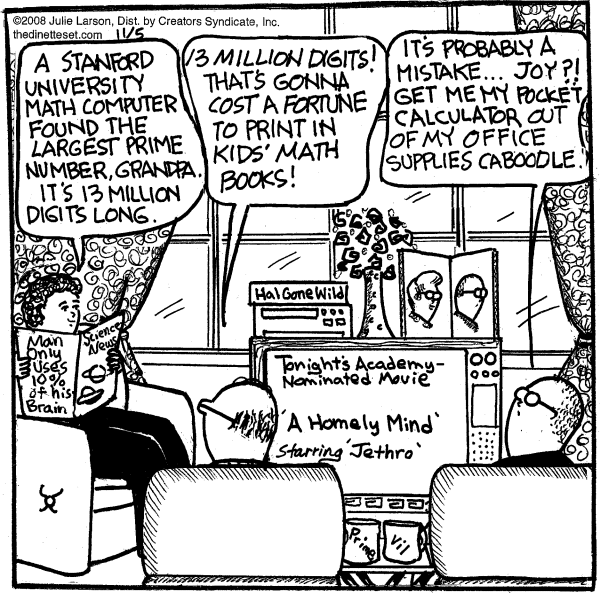 ©2008 Julie Larson, Dist. by Creators Syndicate, Inc.
thedinetteset.com
11/5
A STANFORD
UNIVERSITY
MATH COMPUTER
FOUND THE
LARGEST PRIME
NUMBER, GRANDPA.
IT'S 13 MILLION
DIGITS LONG.
13 MILLION DIGITS!
THAT'S GONNA
COST A FORTUNE
TO PRINT IN
KIDS' MATH
BOOKS!
IT'S PROBABLY A
MISTAKE... JOY?!
GET ME MY POCKET
CALCULATOR OUT
OF MY OFFICE
SUPPLIES CABOODLE.
Hal Gone Wild
Man
Only
Uses
10%
of his
Brain
Science
News
Tonight's Academy-
Nominated Movie
'A Homely Mind'
Starring 'Jethro'
Pring
Vil